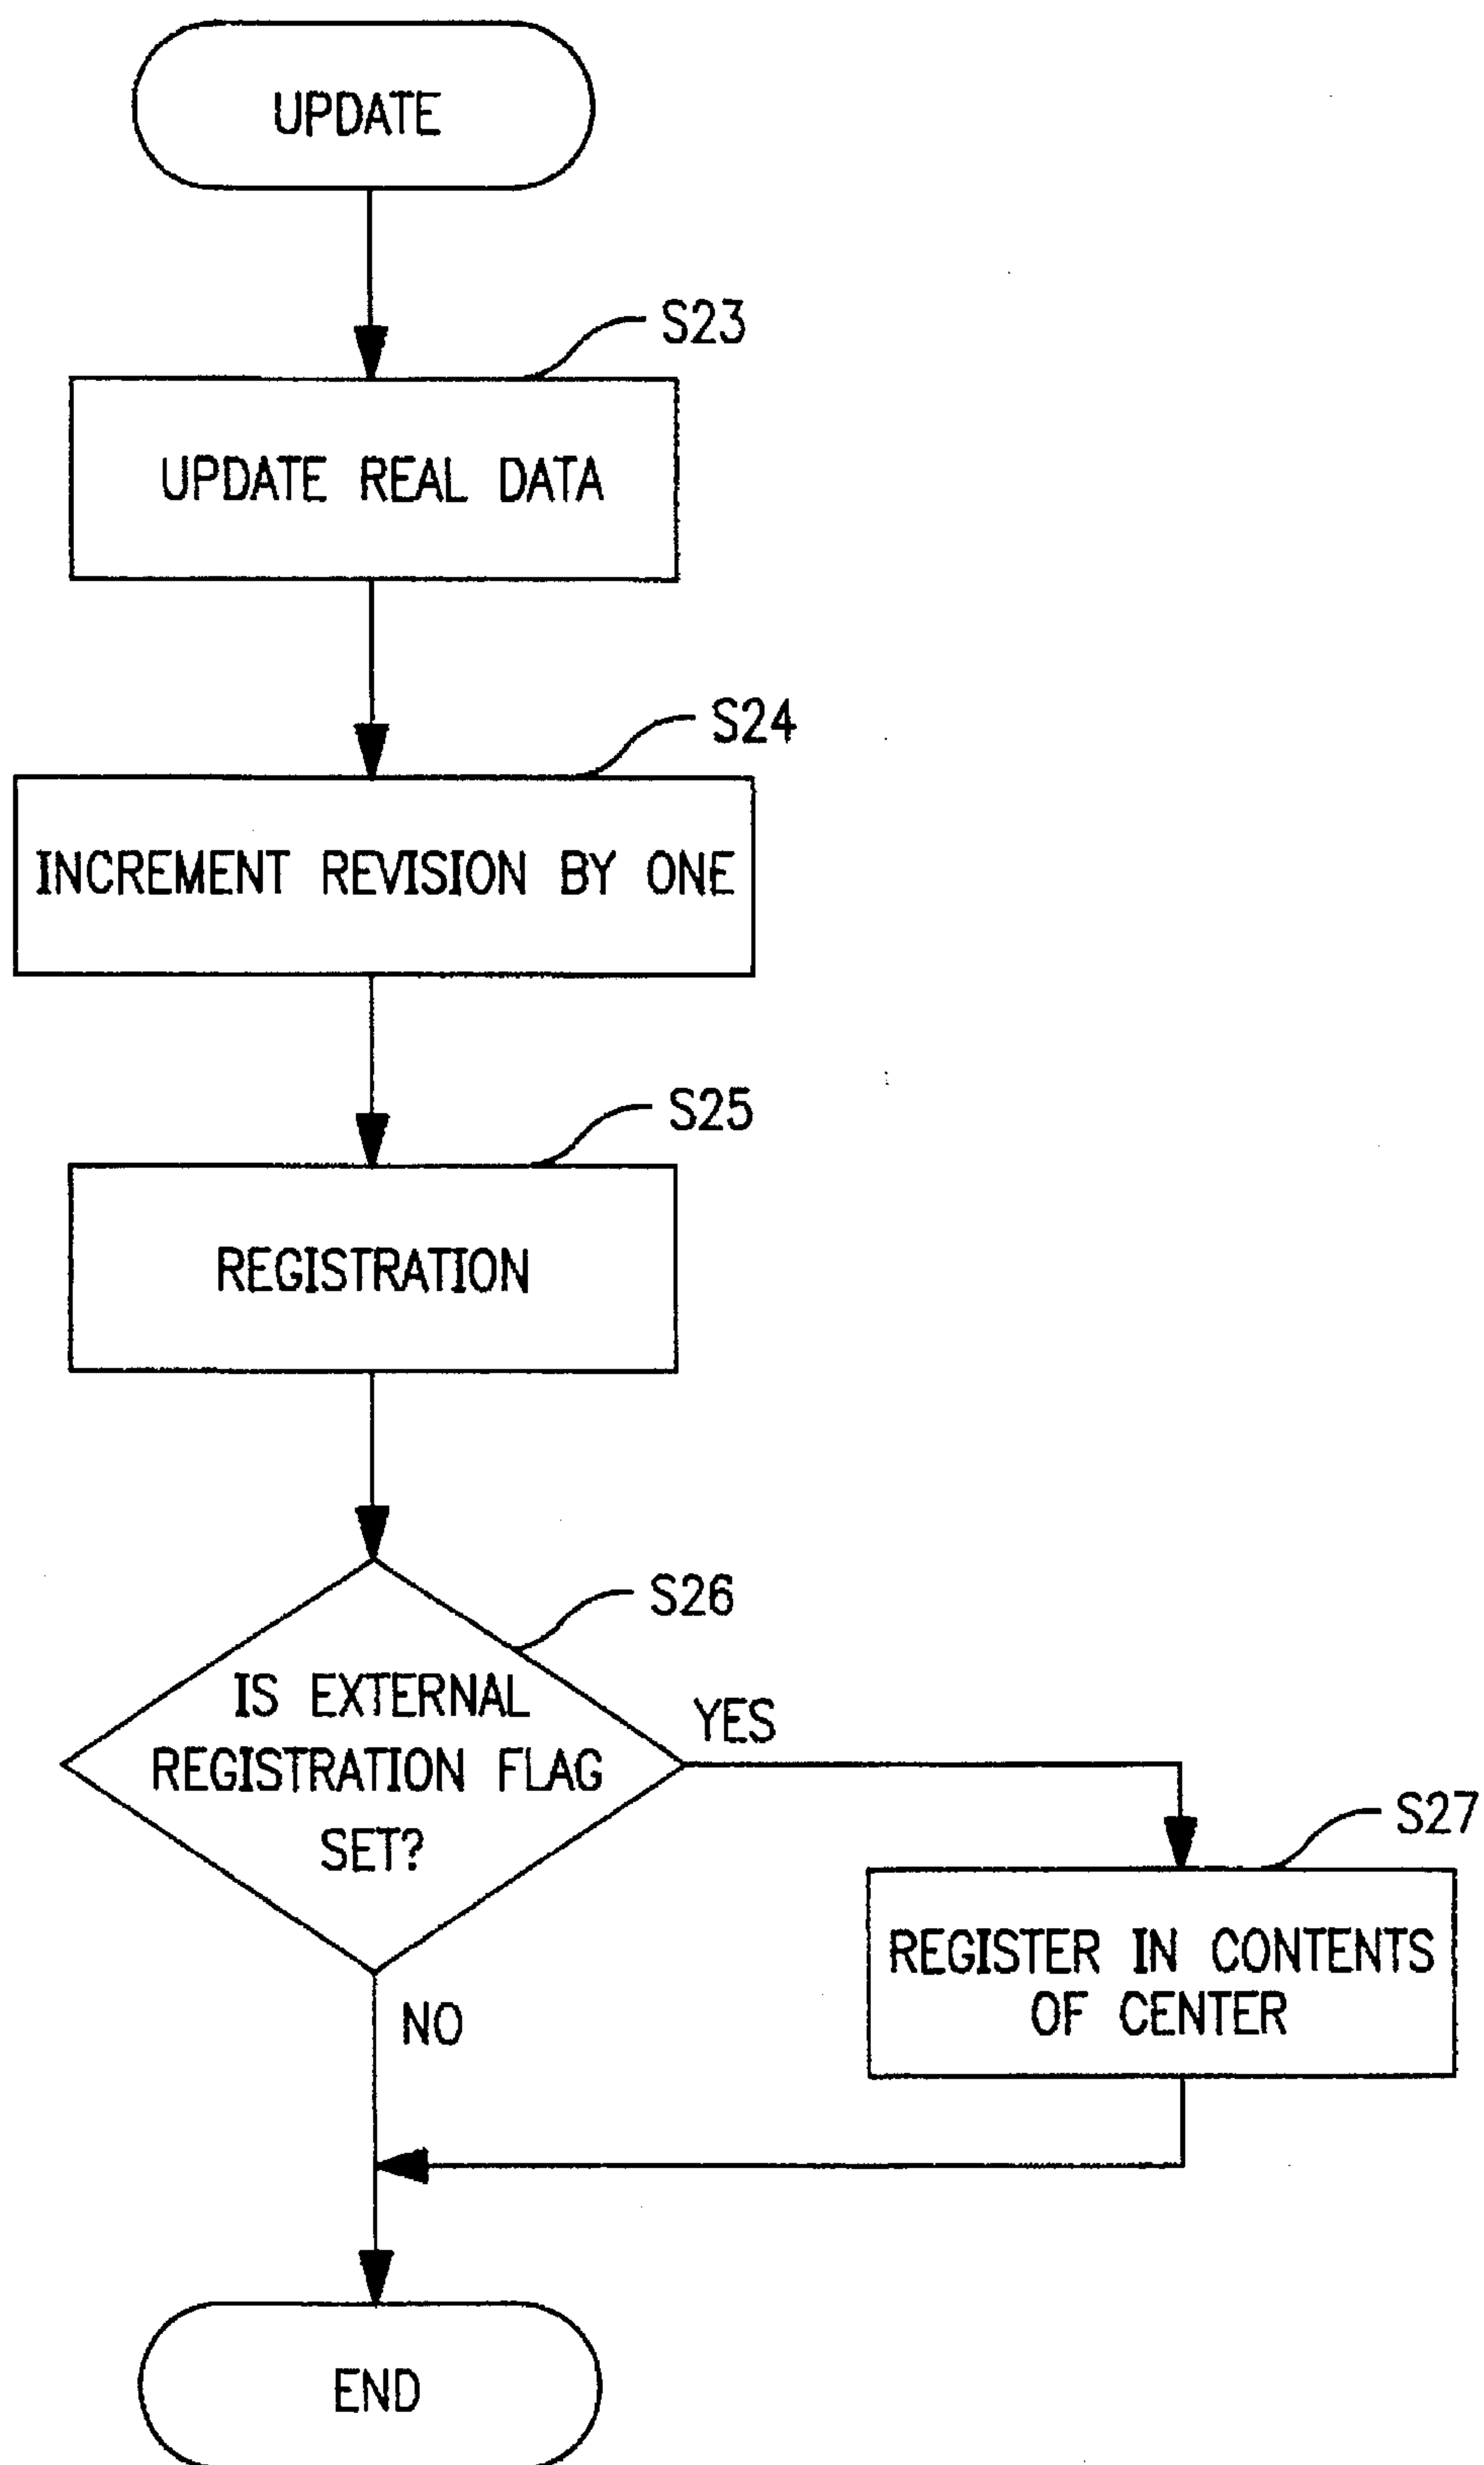 UPDATE
S23
UPDATE REAL DATA
S24
INCREMENT REVISION BY ONE
S25
REGISTRATION
S26
IS EXTERNAL
REGISTRATION FLAG
SET?
YES
S27
REGISTER IN CONTENTS
OF CENTER
NO
END